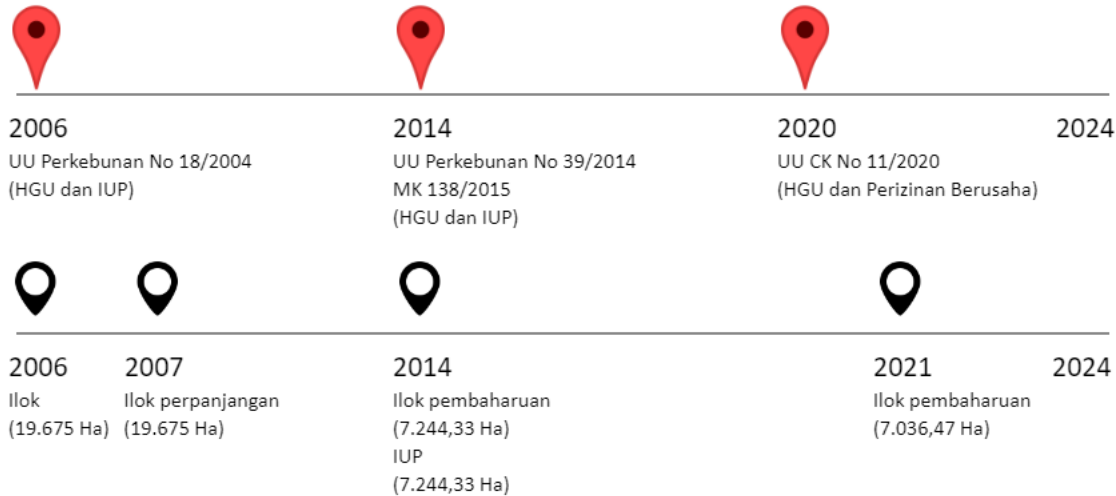 2006
UU Perkebunan No 18/2004
(HGU dan IUP)
2014
UU Perkebunan No 39/2014
MK 138/2015
(HGU dan IUP)
2020
UU CK No 11/2020
(HGU dan Perizinan Berusaha)
2024
2006
Ilok
(19.675 Ha)
2007
Ilok perpanjangan
(19.675 Ha)
2014
Ilok pembaharuan
(7.244,33 Ha)
IUP
(7.244,33 Ha)
2021
Ilok pembaharuan
(7.036,47 Ha)
2024